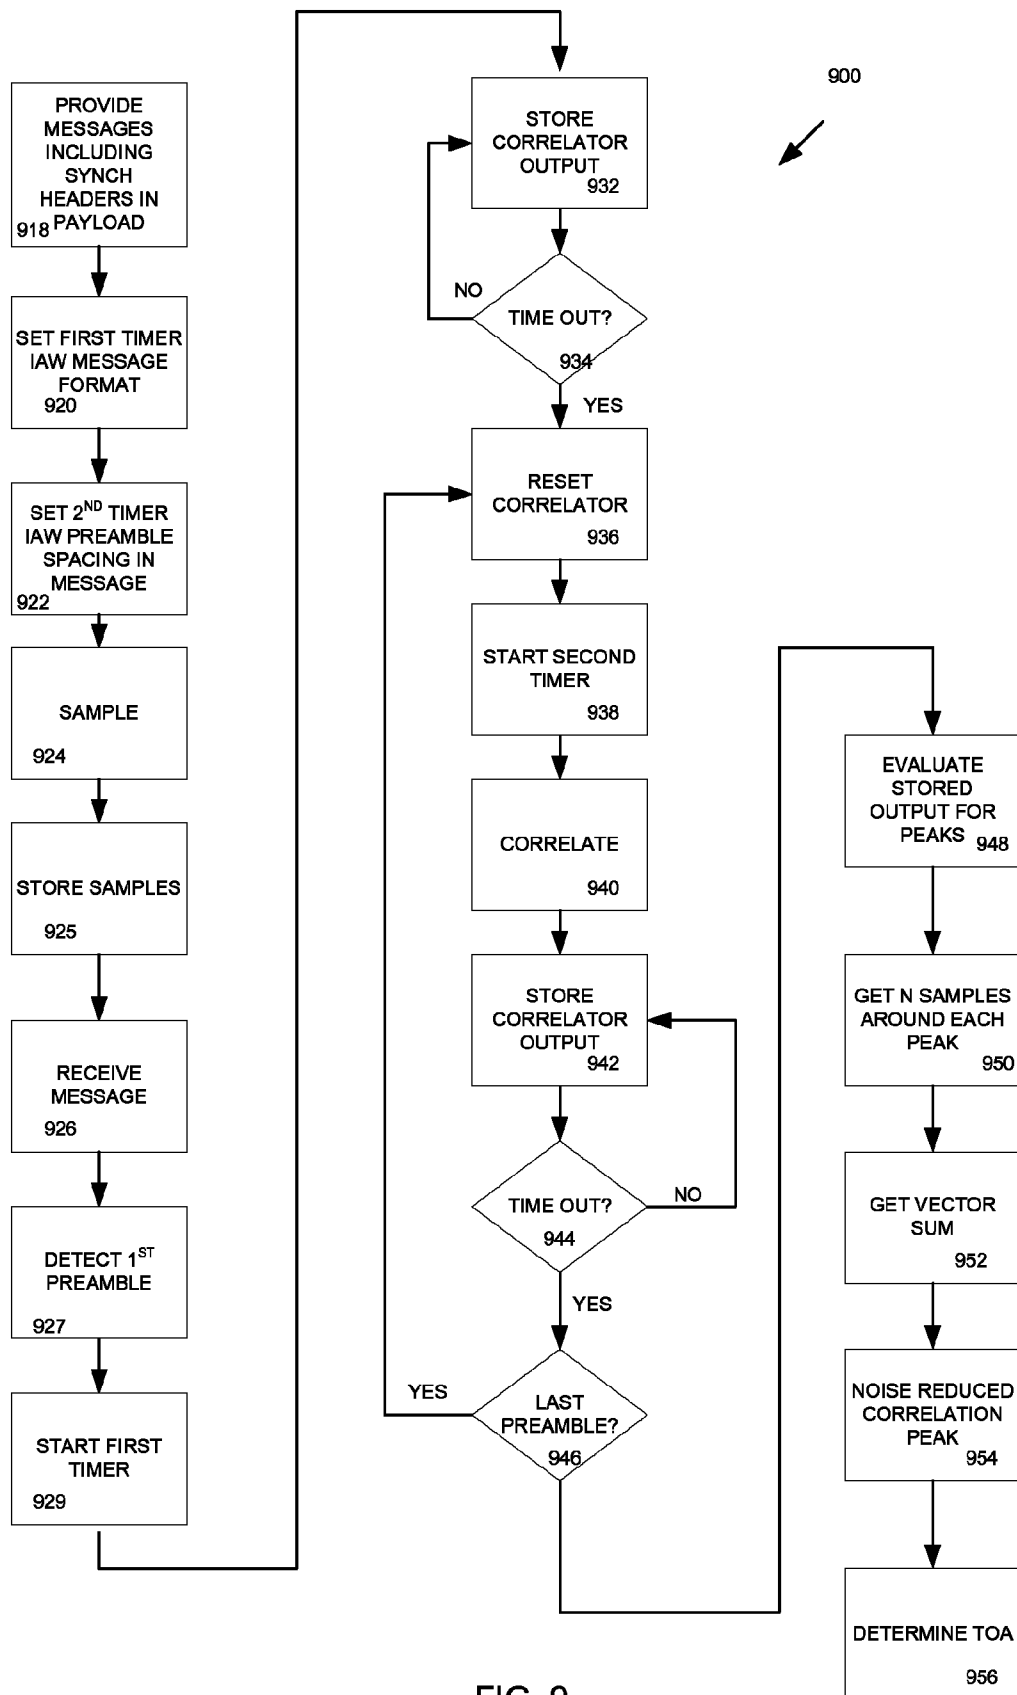 PROVIDE
MESSAGES
INCLUDING
SYNCH
HEADERS IN
PAYLOAD
918
SET FIRST TIMER
IAW MESSAGE
FORMAT
920
SET 2ND TIMER
IAW PREAMBLE
SPACING IN
MESSAGE
922
SAMPLE
924
STORE SAMPLES
925
RECEIVE
MESSAGE
926
DETECT 1ST
PREAMBLE
927
START FIRST
TIMER
929
STORE
CORRELATOR
OUTPUT
932
NO
TIME OUT?
934
YES
RESET
CORRELATOR
936
START SECOND
TIMER
938
CORRELATE
940
STORE
CORRELATOR
OUTPUT
942
TIME OUT?
NO
944
YES
YES
LAST
PREAMBLE?
946
900
EVALUATE
STORED
OUTPUT FOR
PEAKS
948
GET N SAMPLES
AROUND EACH
PEAK
950
GET VECTOR
SUM
952
NOISE REDUCED
CORRELATION
PEAK
954
DETERMINE TOA
956
FIG. 9